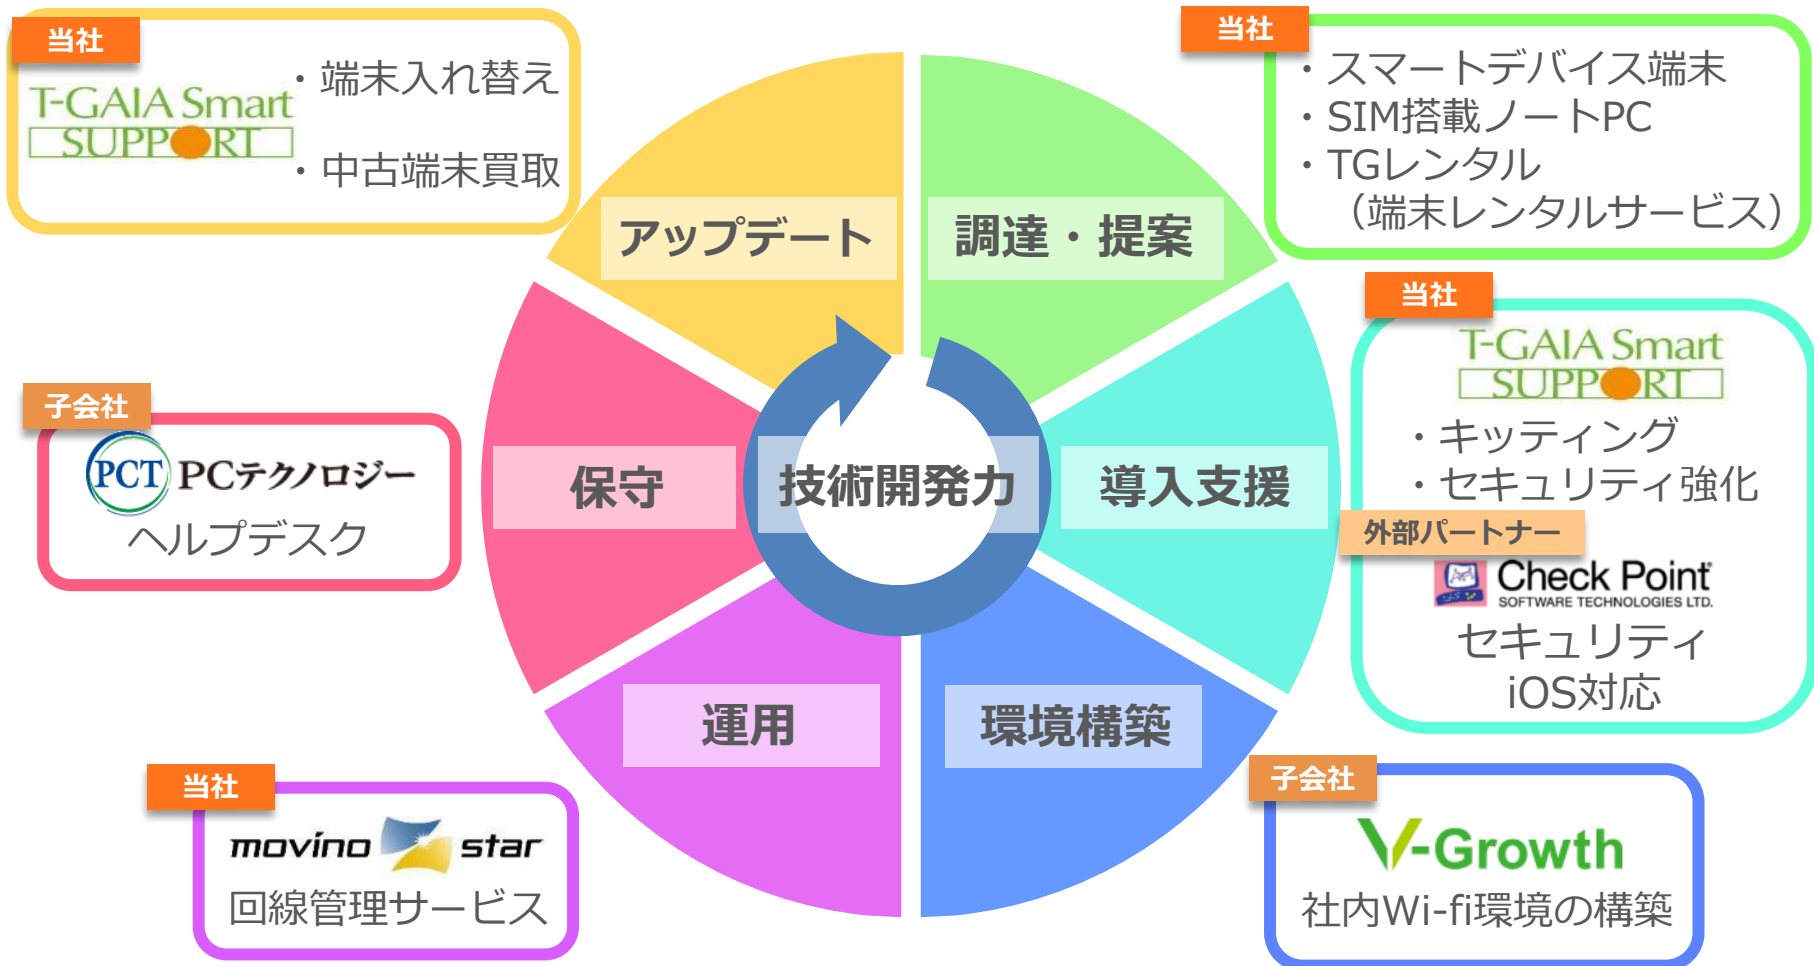 当社
T-GAIA Smart
SUPPORT
・端末入れ替え
・中古端末買取
当社
・スマートデバイス端末
・SIM搭載ノートPC
・TGレンタル
（端末レンタルサービス）
アップデート
調達・提案
当社
T-GAIA Smart
SUPPORT
・キッティング
・セキュリティ強化
外部パートナー
Check Point
SOFTWARE TECHNOLOGIES LTD.
セキュリティ
iOS対応
子会社
PCT PCテクノロジー
ヘルプデスク
保守
技術開発力
導入支援
運用
環境構築
当社
movino star
回線管理サービス
子会社
V-Growth
社内Wi-fi環境の構築